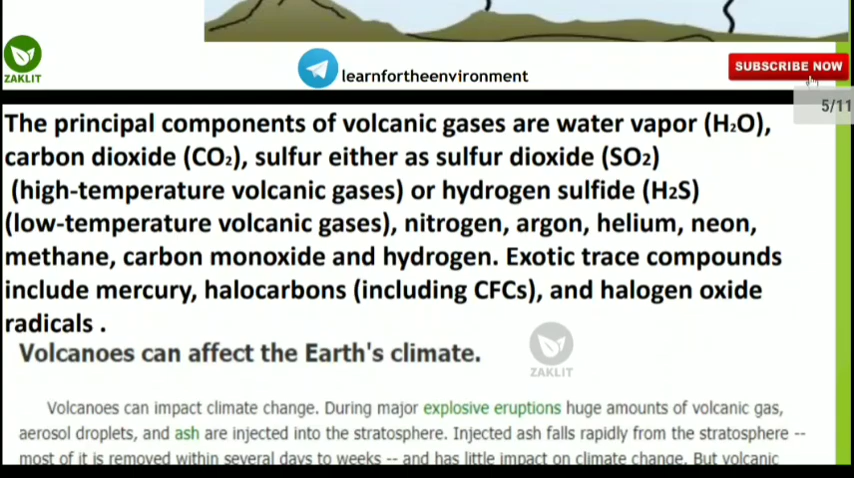 ZAKLIT
learnfortheenvironment
SUBSCRIBE NOW
5/11
The principal components of volcanic gases are water vapor (H₂O),
carbon dioxide (CO₂), sulfur either as sulfur dioxide (SO₂)
(high-temperature volcanic gases) or hydrogen sulfide (H₂S)
(low-temperature volcanic gases), nitrogen, argon, helium, neon,
methane, carbon monoxide and hydrogen. Exotic trace compounds
include mercury, halocarbons (including CFCs), and halogen oxide
radicals .
Volcanoes can affect the Earth's climate.
ZAKLIT
Volcanoes can impact climate change. During major explosive eruptions huge amounts of volcanic gas,
aerosol droplets, and ash are injected into the stratosphere. Injected ash falls rapidly from the stratosphere --
most of it is removed within several days to weeks -- and has little impact on climate change. But volcanic